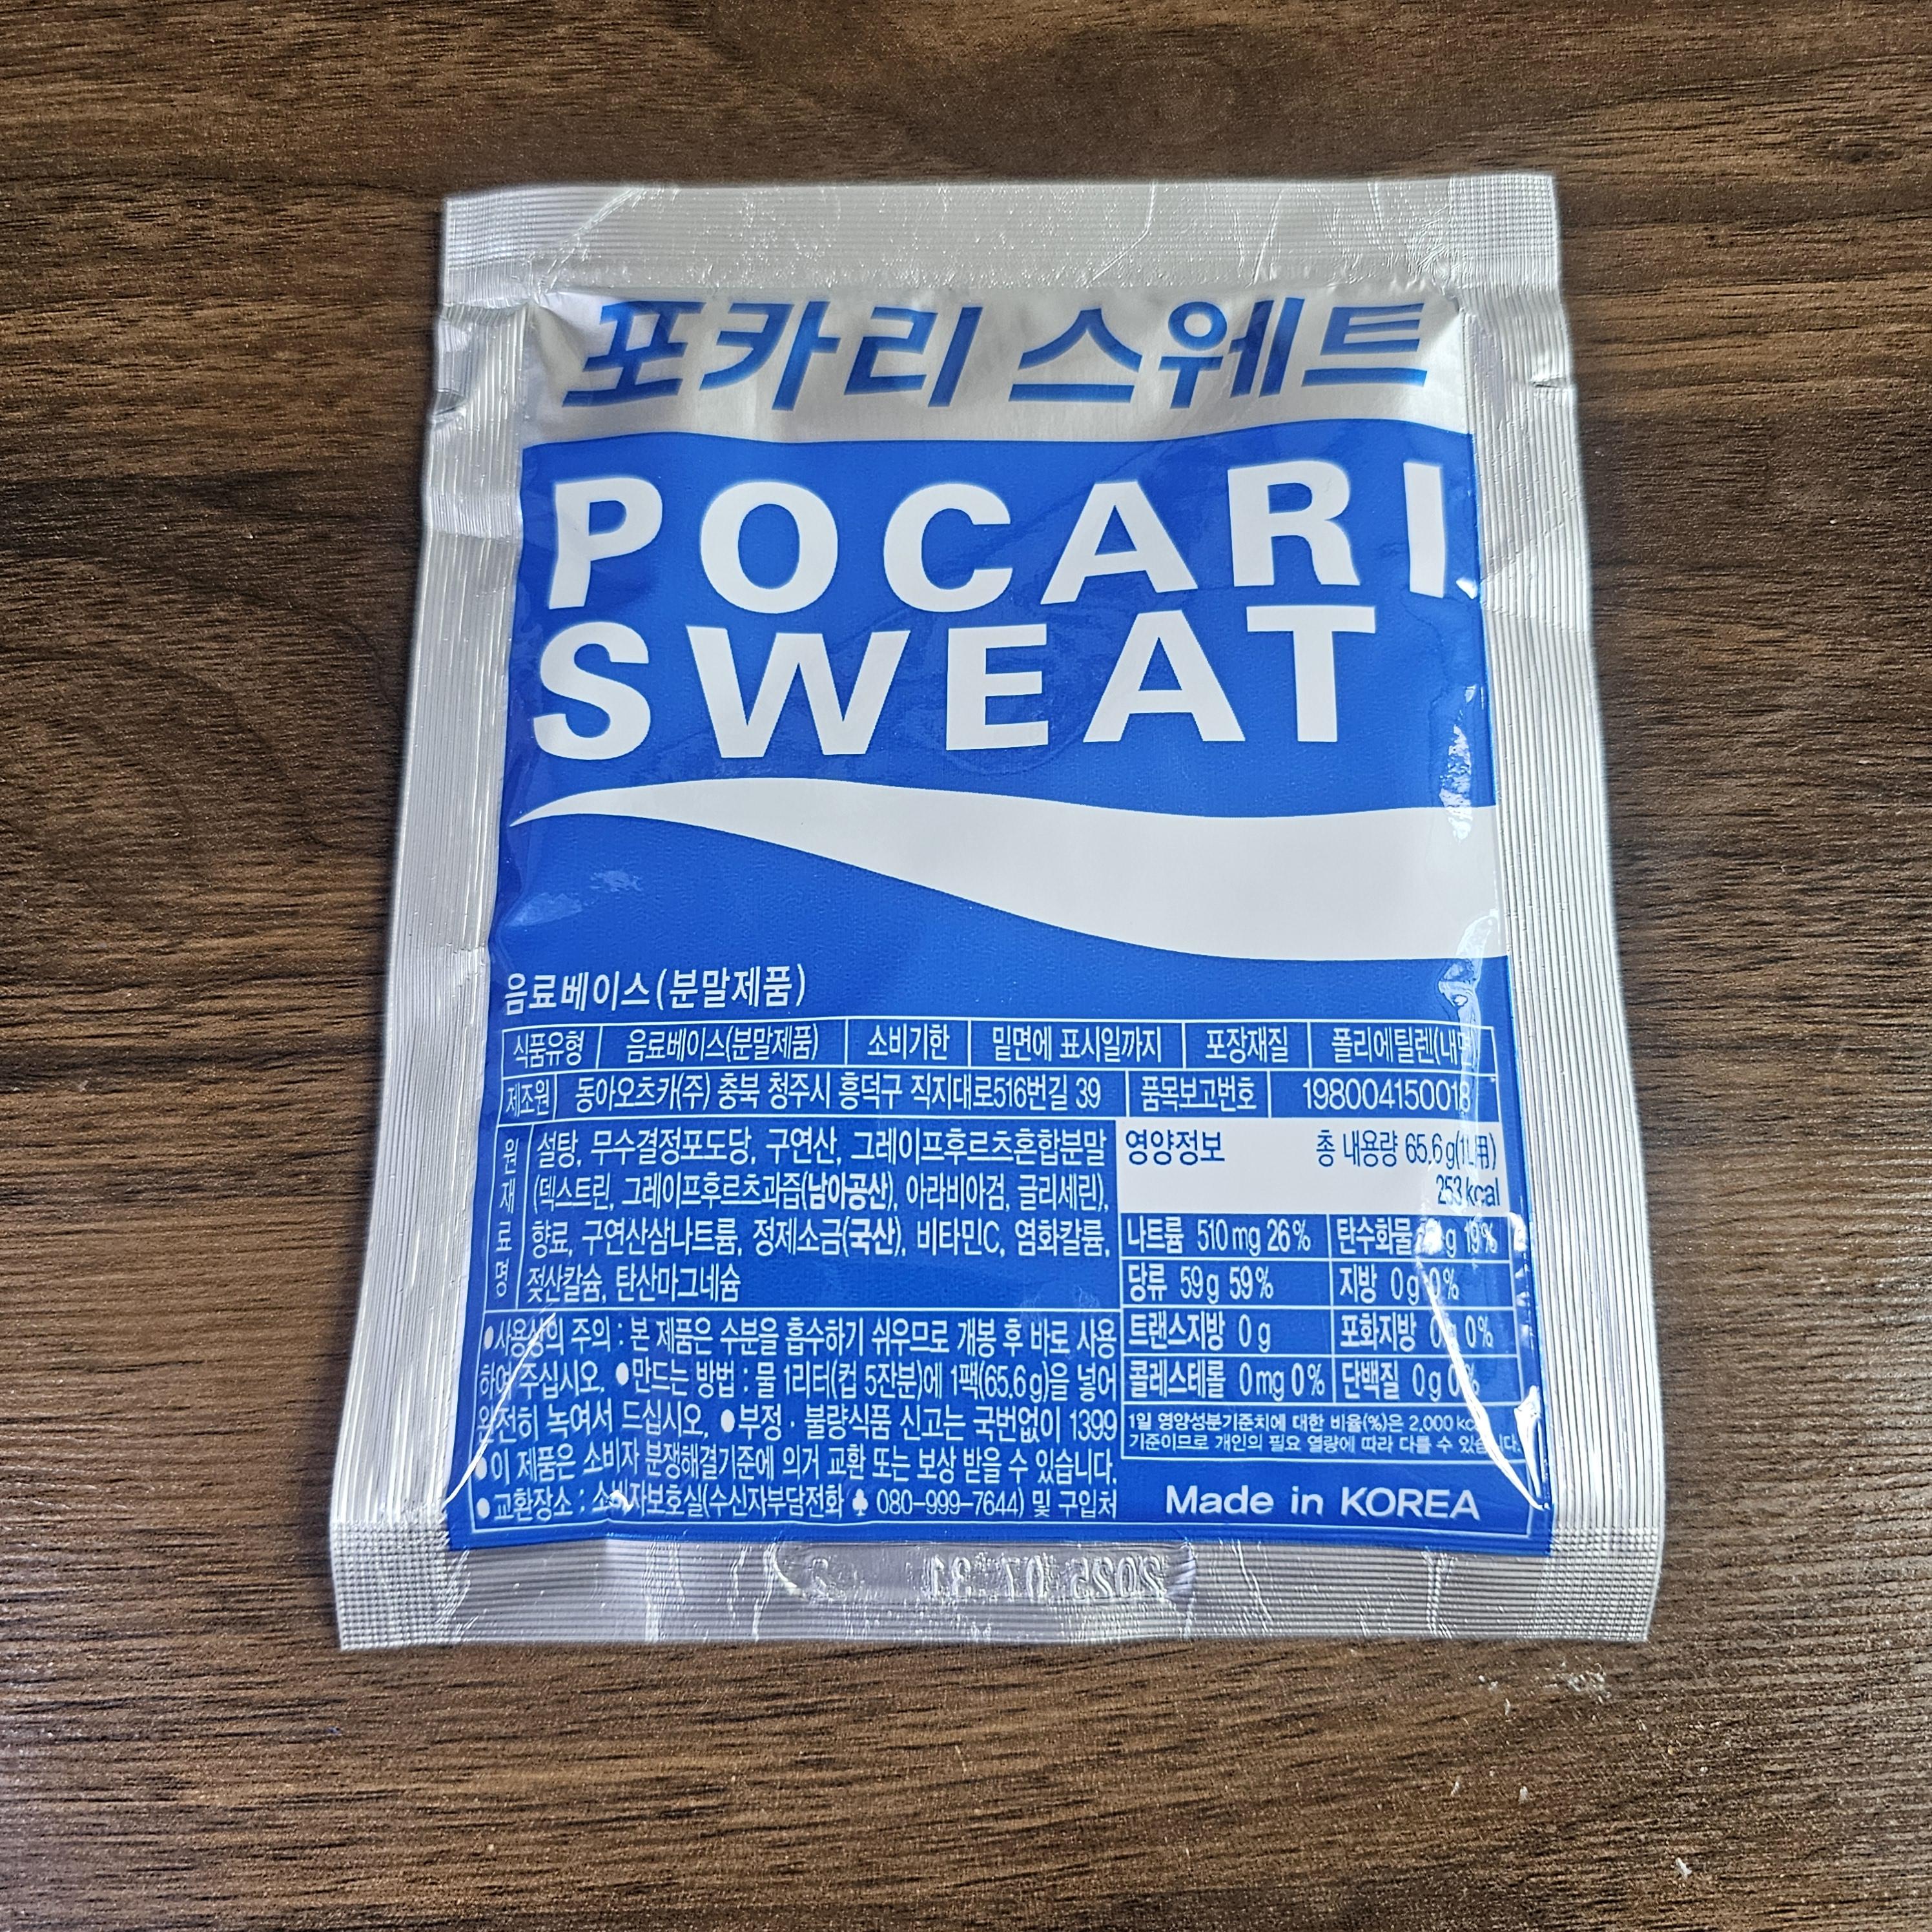 포카리 스웨트
POCARI
SWEAT
음료베이스(분말제품)
식품유형 음료베이스(분말제품) 소비기한 밑면에 표시일까지 포장재질 폴리에틸렌(내면)
제조원 동아오츠카(주) 충북 청주시 흥덕구 직지대로516번길 39 품목보고번호 198004150018
원재료명
설탕, 무수결정포도당, 구연산, 그레이프후르츠혼합분말
(덱스트린, 그레이프후르츠과즙(남아공산), 아라비아검, 글리세린),
향료, 구연산삼나트륨, 정제소금(국산), 비타민C, 염화칼륨,
젖산칼슘, 탄산마그네슘
●사용상의 주의 : 본 제품은 수분을 흡수하기 쉬우므로 개봉 후 바로 사용
하여 주십시오. ●만드는 방법 : 물 1리터(컵 5잔분)에 1팩(65.6g)을 넣어
완전히 녹여서 드십시오. ●부정·불량식품 신고는 국번없이 1399
●이 제품은 소비자 분쟁해결기준에 의거 교환 또는 보상 받을 수 있습니다.
●교환장소 : 소비자보호실(수신자부담전화 ♣ 080-999-7644) 및 구입처
영양정보 총 내용량 65.6g(1L用)
253kcal
나트륨 510mg 26% 탄수화물 19%
당류 59g 59% 지방 0g 0%
트랜스지방 0g 포화지방 0g 0%
콜레스테롤 0mg 0% 단백질 0g 0%
1일 영양성분기준치에 대한 비율(%)은 2,000kcal
기준이므로 개인의 필요 열량에 따라 다를 수 있습니다.
Made in KOREA
2025 07 31